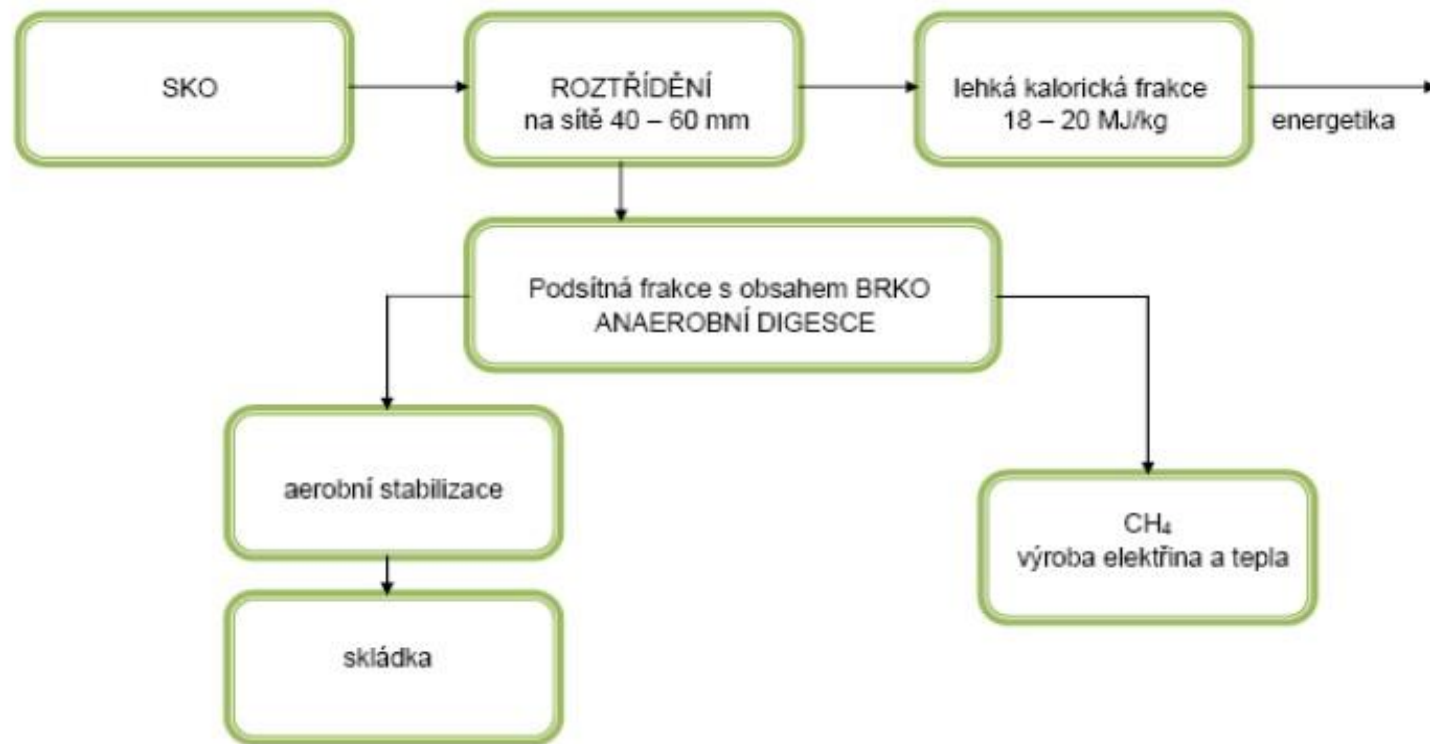 SKO
ROZTŘÍDĚNÍ
na sítě 40 – 60 mm
lehká kalorická frakce
18 – 20 MJ/kg
energetika
Podsítná frakce s obsahem BRKO
ANAEROBNÍ DIGESCE
aerobní stabilizace
CH₄
výroba elektřina a tepla
skládka